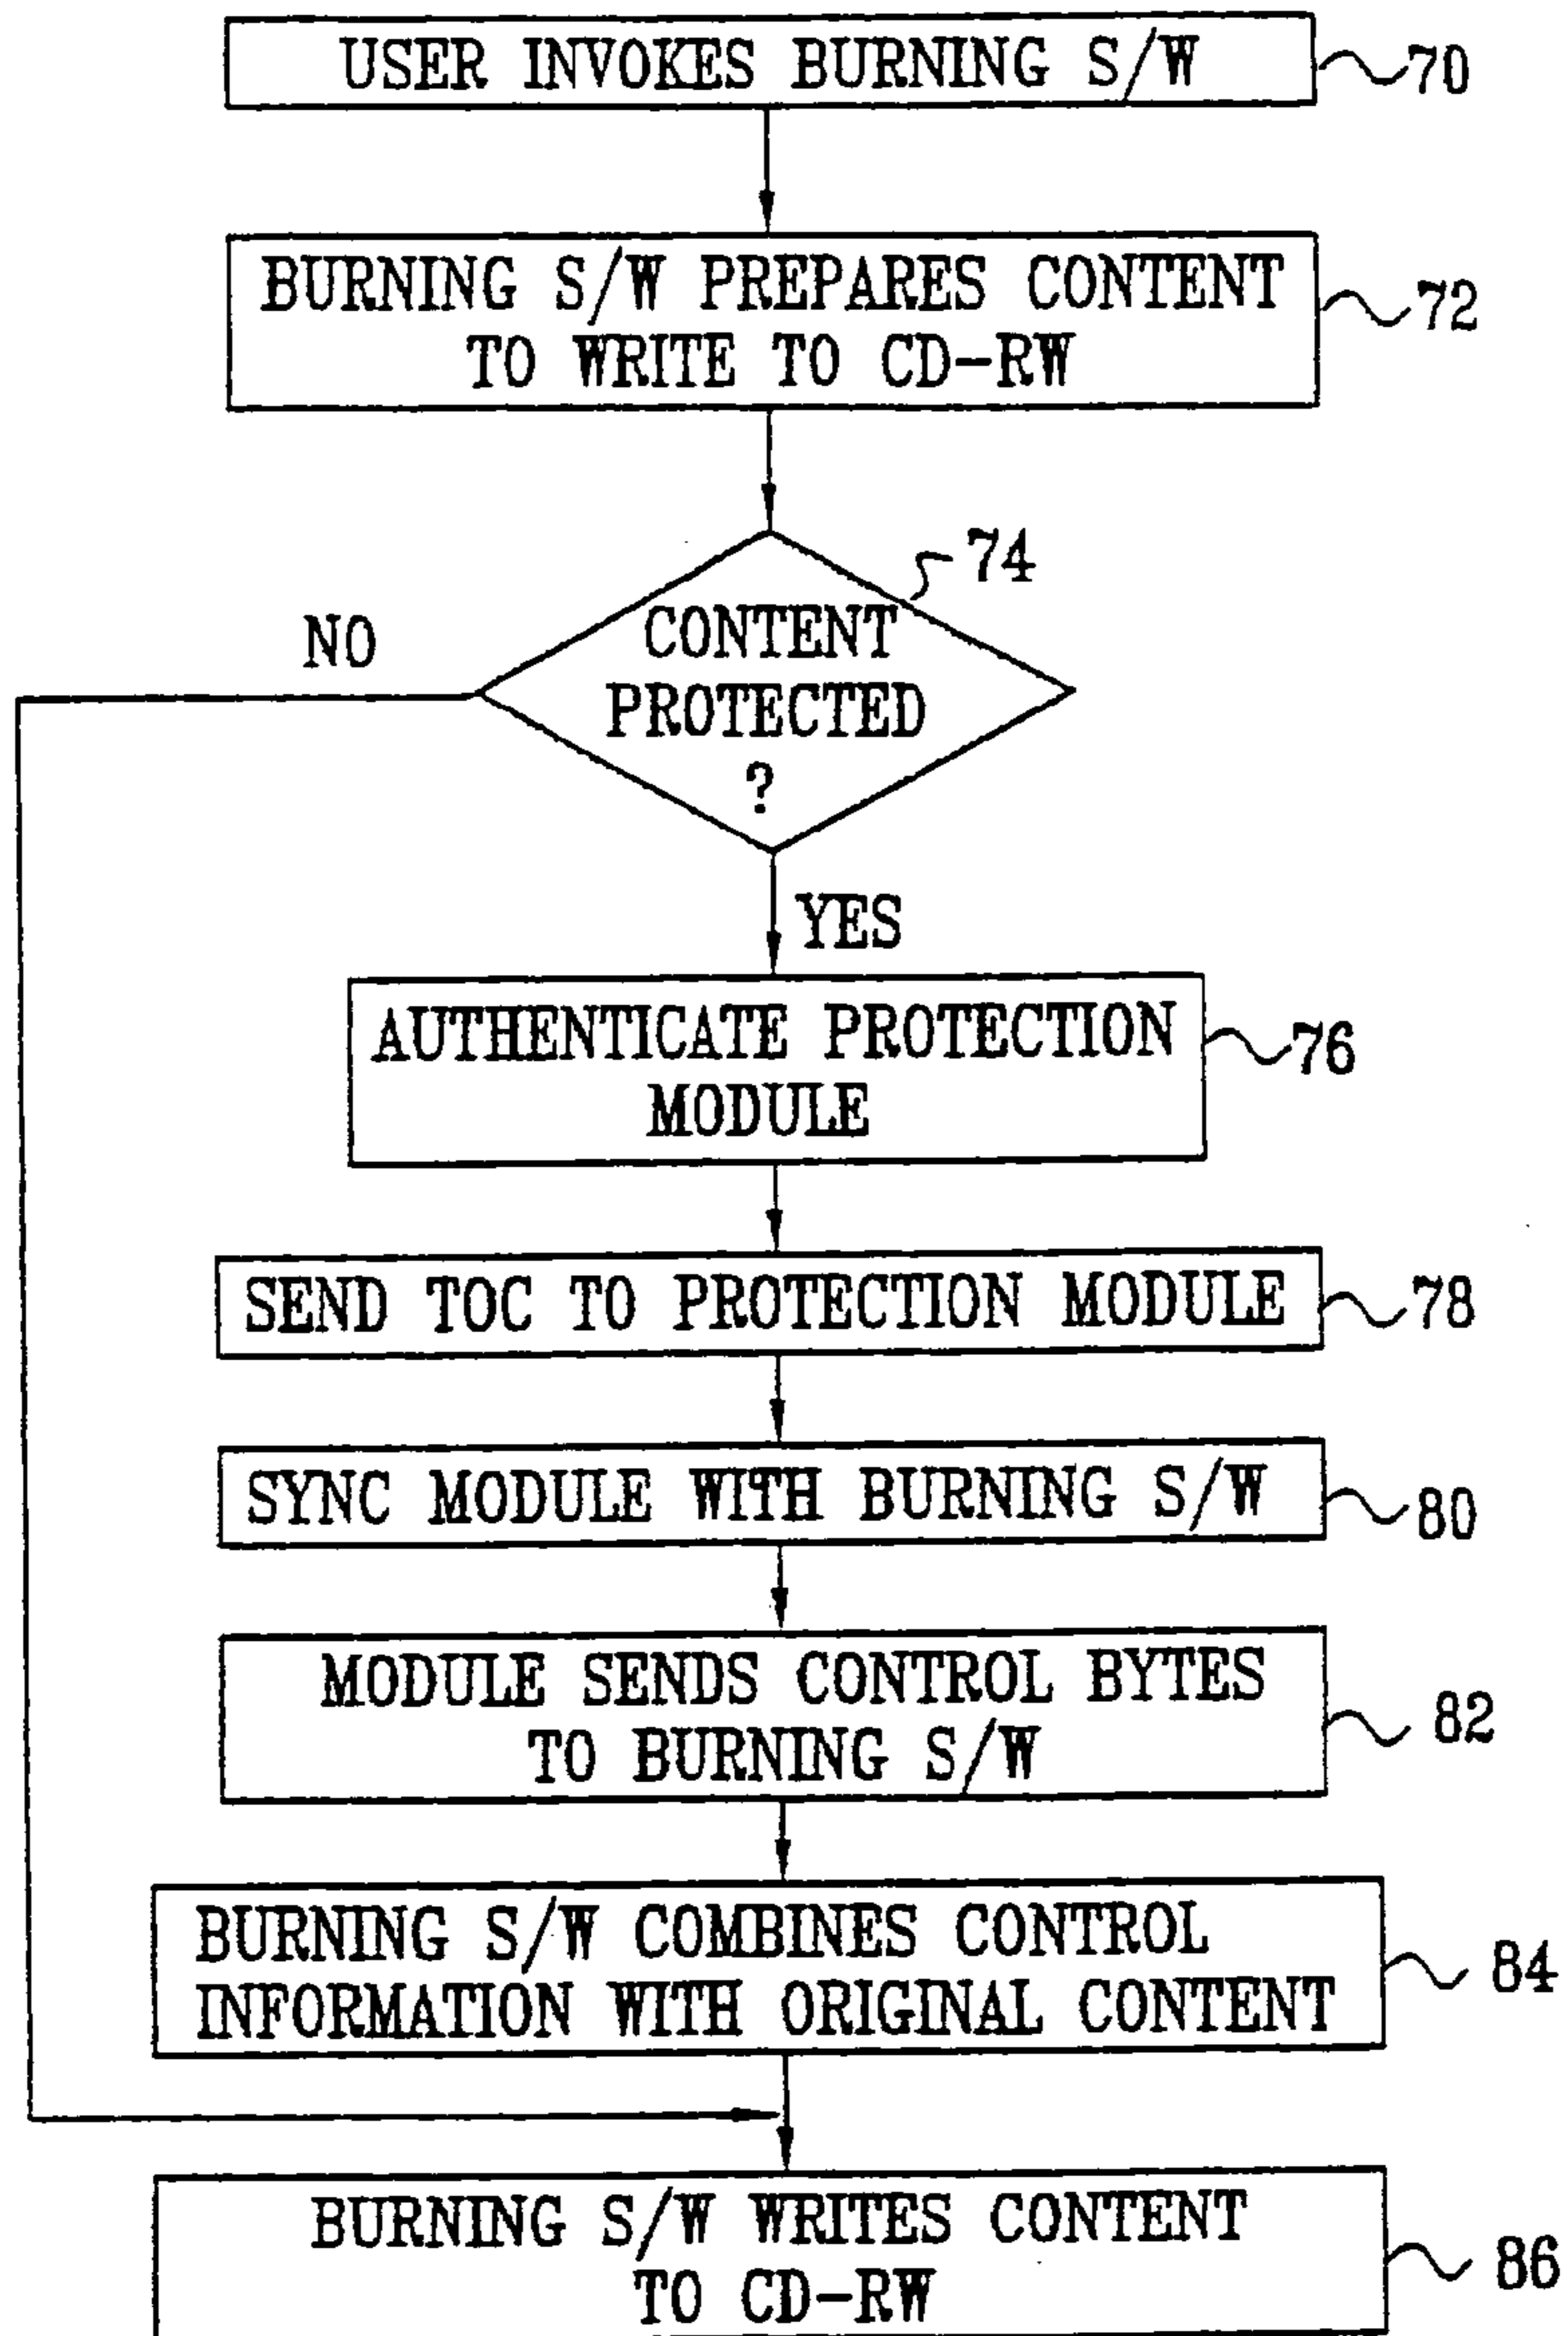 USER INVOKES BURNING S/W
70
BURNING S/W PREPARES CONTENT
TO WRITE TO CD-RW
72
74
CONTENT
PROTECTED
?
NO
YES
AUTHENTICATE PROTECTION
MODULE
76
SEND TOC TO PROTECTION MODULE
78
SYNC MODULE WITH BURNING S/W
80
MODULE SENDS CONTROL BYTES
TO BURNING S/W
82
BURNING S/W COMBINES CONTROL
INFORMATION WITH ORIGINAL CONTENT
84
BURNING S/W WRITES CONTENT
TO CD-RW
86